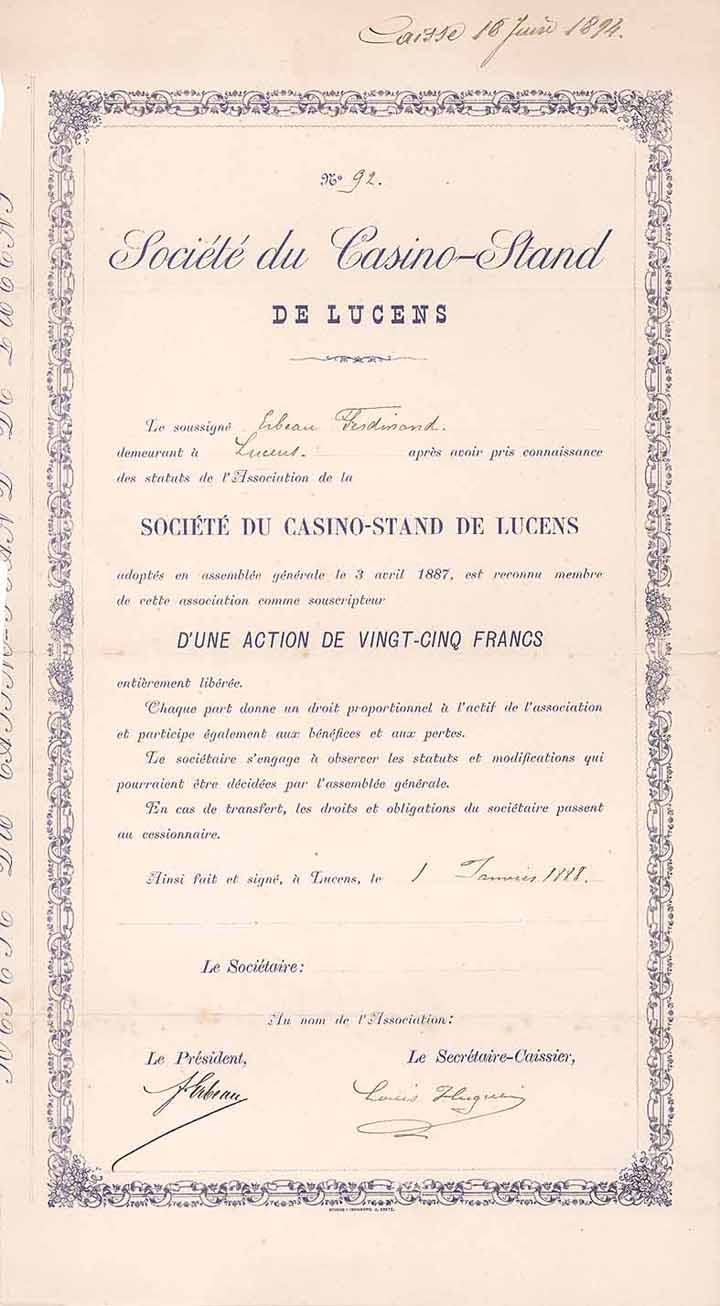 Caisse 16 Juin 1894.
Nº 92.
Société du Casino-Stand
DE LUCENS
Le soussigné Erbeau Ferdinand.
demeurant à Lucens. après avoir pris connaissance
des statuts de l'Association de la
SOCIÉTÉ DU CASINO-STAND DE LUCENS
adoptés en assemblée générale le 3 avril 1887, est reconnu membre
de cette association comme souscripteur
D'UNE ACTION DE VINGT-CINQ FRANCS
entièrement libérée.
Chaque part donne un droit proportionnel à l'actif de l'association
et participe également aux bénéfices et aux pertes.
Le sociétaire s'engage à observer les statuts et modifications qui
pourraient être décidées par l'assemblée générale.
En cas de transfert, les droits et obligations du sociétaire passent
au cessionnaire.
Ainsi fait et signé, à Lucens, le 1 Janvier 1888.
Le Sociétaire:
Au nom de l'Association:
Le Président, Le Secrétaire-Caissier,
f Erbeau Louis